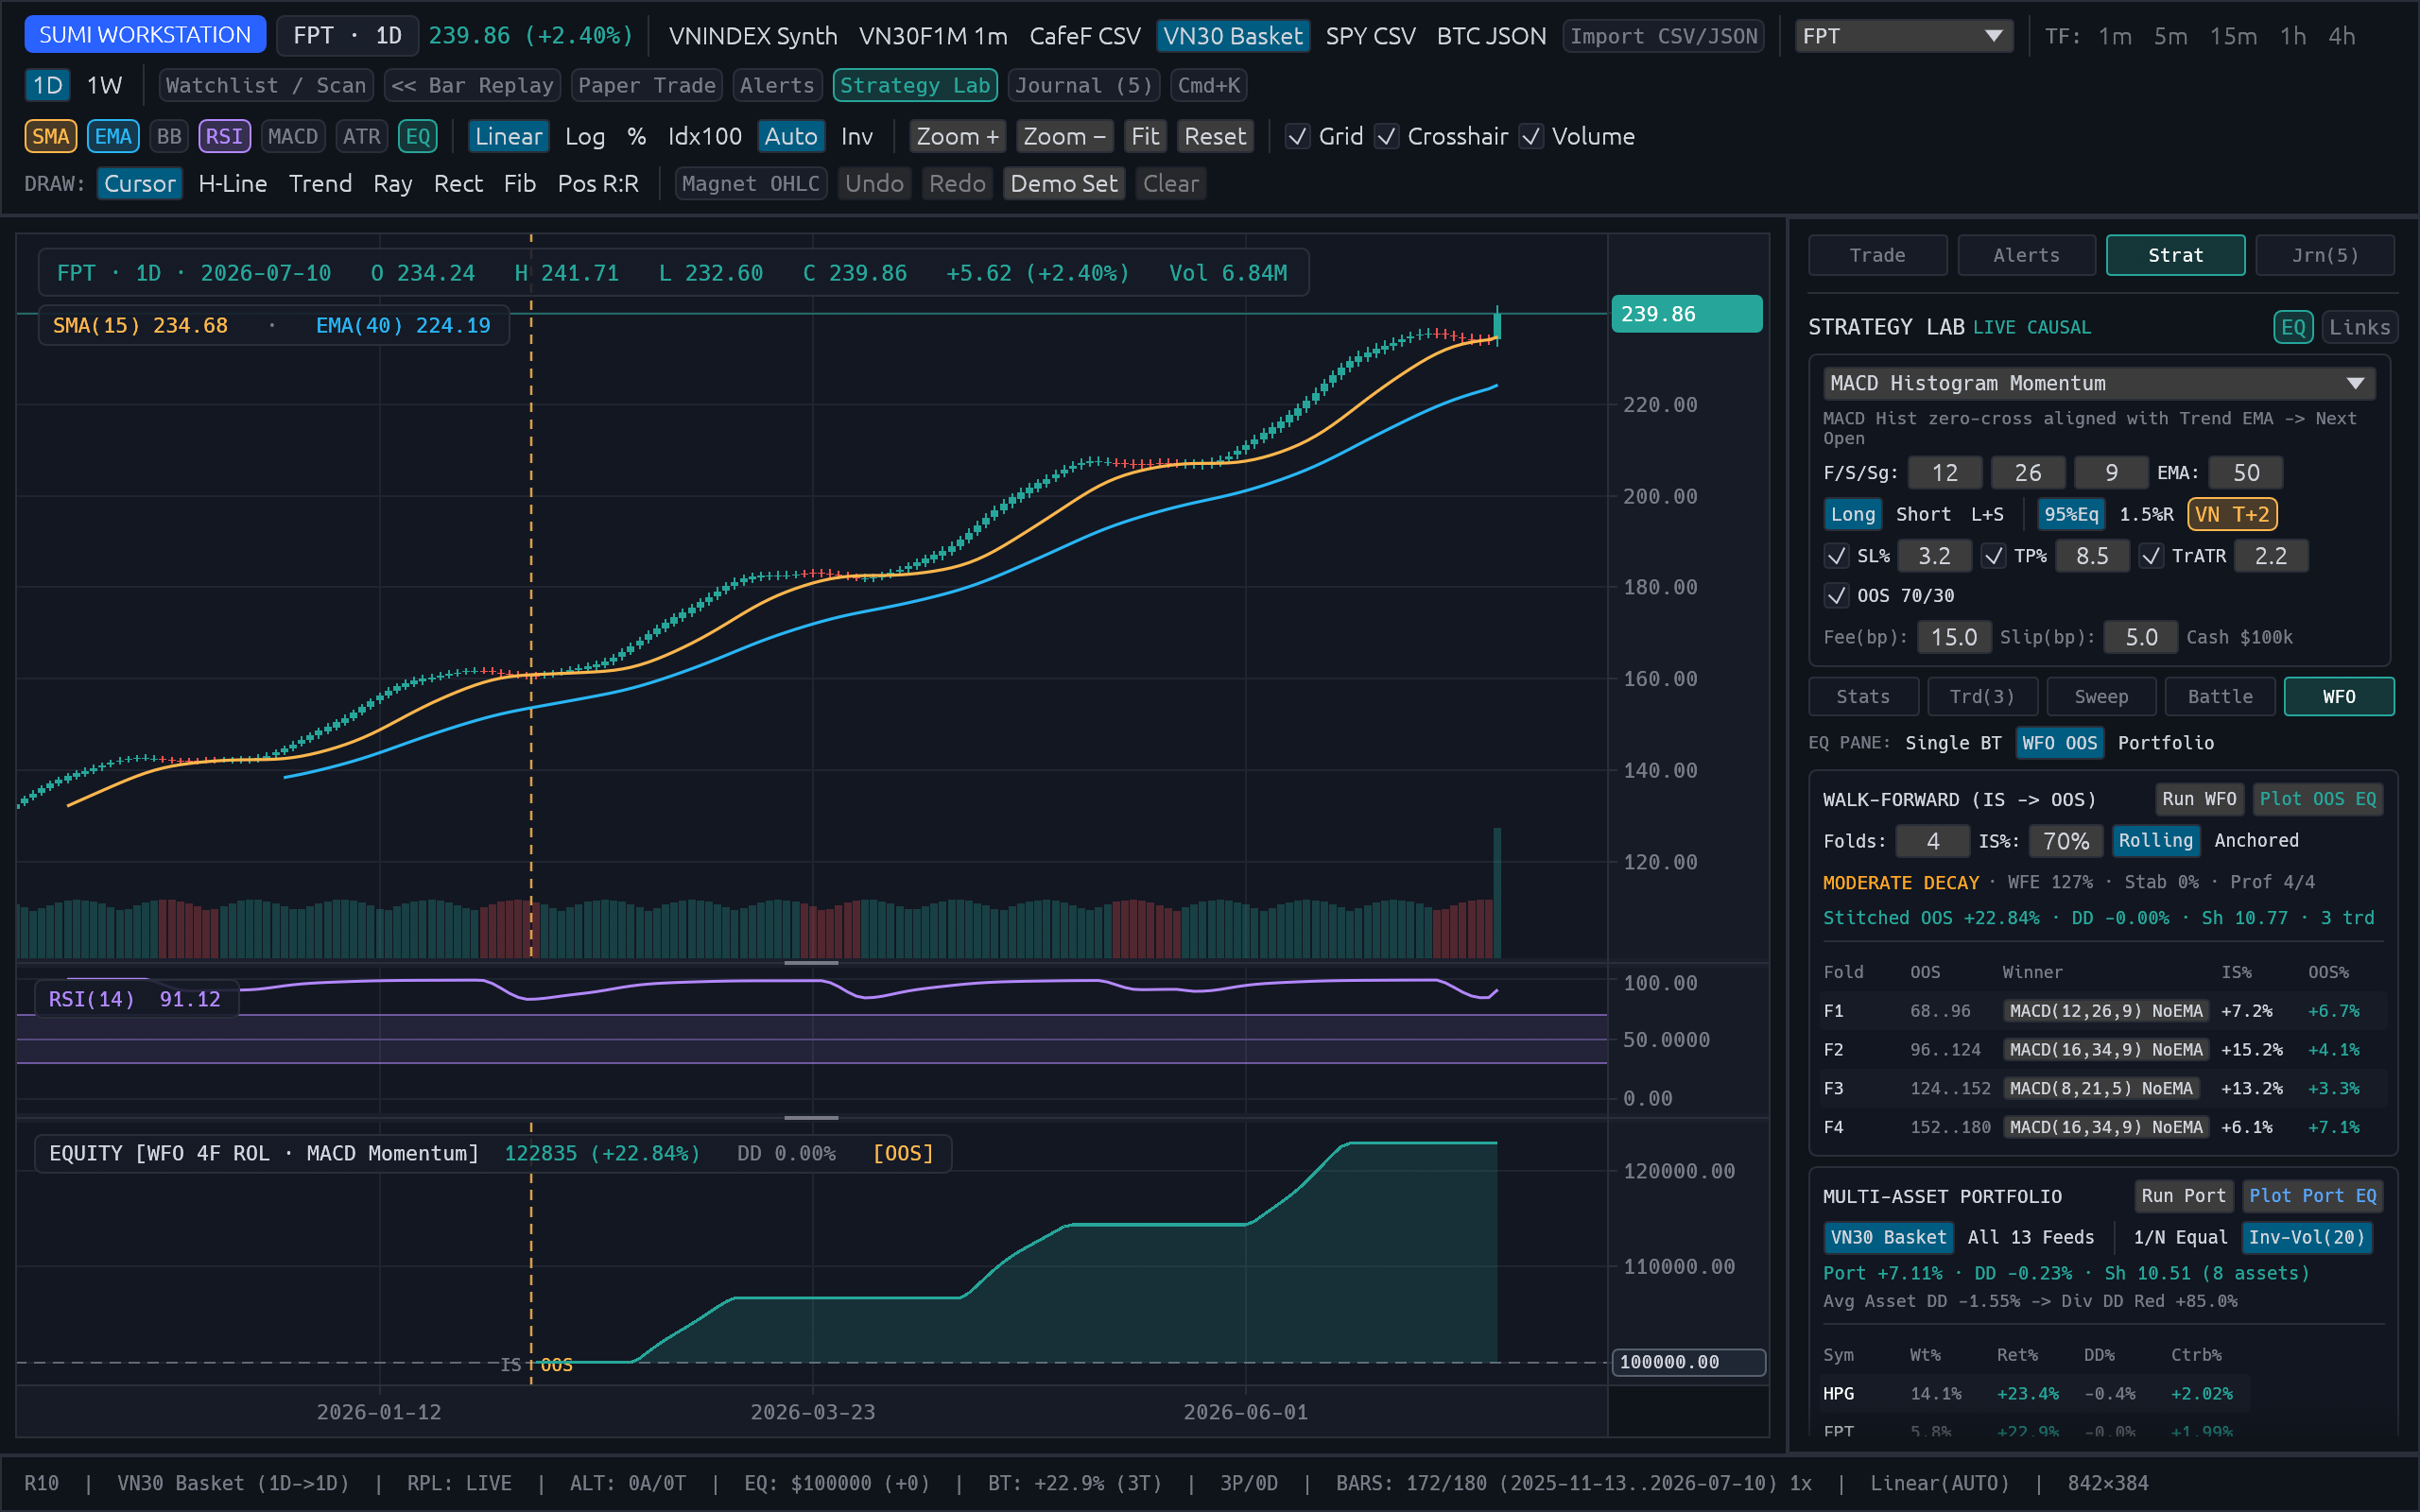 SUMI WORKSTATION FPT · 1D 239.86 (+2.40%) VNINDEX Synth VN30F1M 1m CafeF CSV VN30 Basket SPY CSV BTC JSON Import CSV/JSON FPT TF: 1m 5m 15m 1h 4h
1D 1W Watchlist / Scan << Bar Replay Paper Trade Alerts Strategy Lab Journal (5) Cmd+K
SMA EMA BB RSI MACD ATR EQ Linear Log % Idx100 Auto Inv Zoom + Zoom − Fit Reset Grid Crosshair Volume
DRAW: Cursor H-Line Trend Ray Rect Fib Pos R:R Magnet OHLC Undo Redo Demo Set Clear
FPT · 1D · 2026-07-10 O 234.24 H 241.71 L 232.60 C 239.86 +5.62 (+2.40%) Vol 6.84M
SMA(15) 234.68 · EMA(40) 224.19
239.86
220.00
200.00
180.00
160.00
140.00
120.00
RSI(14) 91.12
100.00
50.0000
0.00
EQUITY [WFO 4F ROL · MACD Momentum] 122835 (+22.84%) DD 0.00% [OOS]
120000.00
110000.00
IS OOS
100000.00
2026-01-12 2026-03-23 2026-06-01
Trade Alerts Strat Jrn(5)
STRATEGY LAB LIVE CAUSAL EQ Links
MACD Histogram Momentum
MACD Hist zero-cross aligned with Trend EMA -> Next
Open
F/S/Sg: 12 26 9 EMA: 50
Long Short L+S 95%Eq 1.5%R VN T+2
SL% 3.2 TP% 8.5 TrATR 2.2
OOS 70/30
Fee(bp): 15.0 Slip(bp): 5.0 Cash $100k
Stats Trd(3) Sweep Battle WFO
EQ PANE: Single BT WFO OOS Portfolio
WALK-FORWARD (IS -> OOS) Run WFO Plot OOS EQ
Folds: 4 IS%: 70% Rolling Anchored
MODERATE DECAY · WFE 127% · Stab 0% · Prof 4/4
Stitched OOS +22.84% · DD -0.00% · Sh 10.77 · 3 trd
Fold OOS Winner IS% OOS%
F1 68..96 MACD(12,26,9) NoEMA +7.2% +6.7%
F2 96..124 MACD(16,34,9) NoEMA +15.2% +4.1%
F3 124..152 MACD(8,21,5) NoEMA +13.2% +3.3%
F4 152..180 MACD(16,34,9) NoEMA +6.1% +7.1%
MULTI-ASSET PORTFOLIO Run Port Plot Port EQ
VN30 Basket All 13 Feeds 1/N Equal Inv-Vol(20)
Port +7.11% · DD -0.23% · Sh 10.51 (8 assets)
Avg Asset DD -1.55% -> Div DD Red +85.0%
Sym Wt% Ret% DD% Ctrb%
HPG 14.1% +23.4% -0.4% +2.02%
FPT 5.8% +22.9% -0.0% +1.99%
R10 | VN30 Basket (1D->1D) | RPL: LIVE | ALT: 0A/0T | EQ: $100000 (+0) | BT: +22.9% (3T) | 3P/0D | BARS: 172/180 (2025-11-13..2026-07-10) 1x | Linear(AUTO) | 842×384